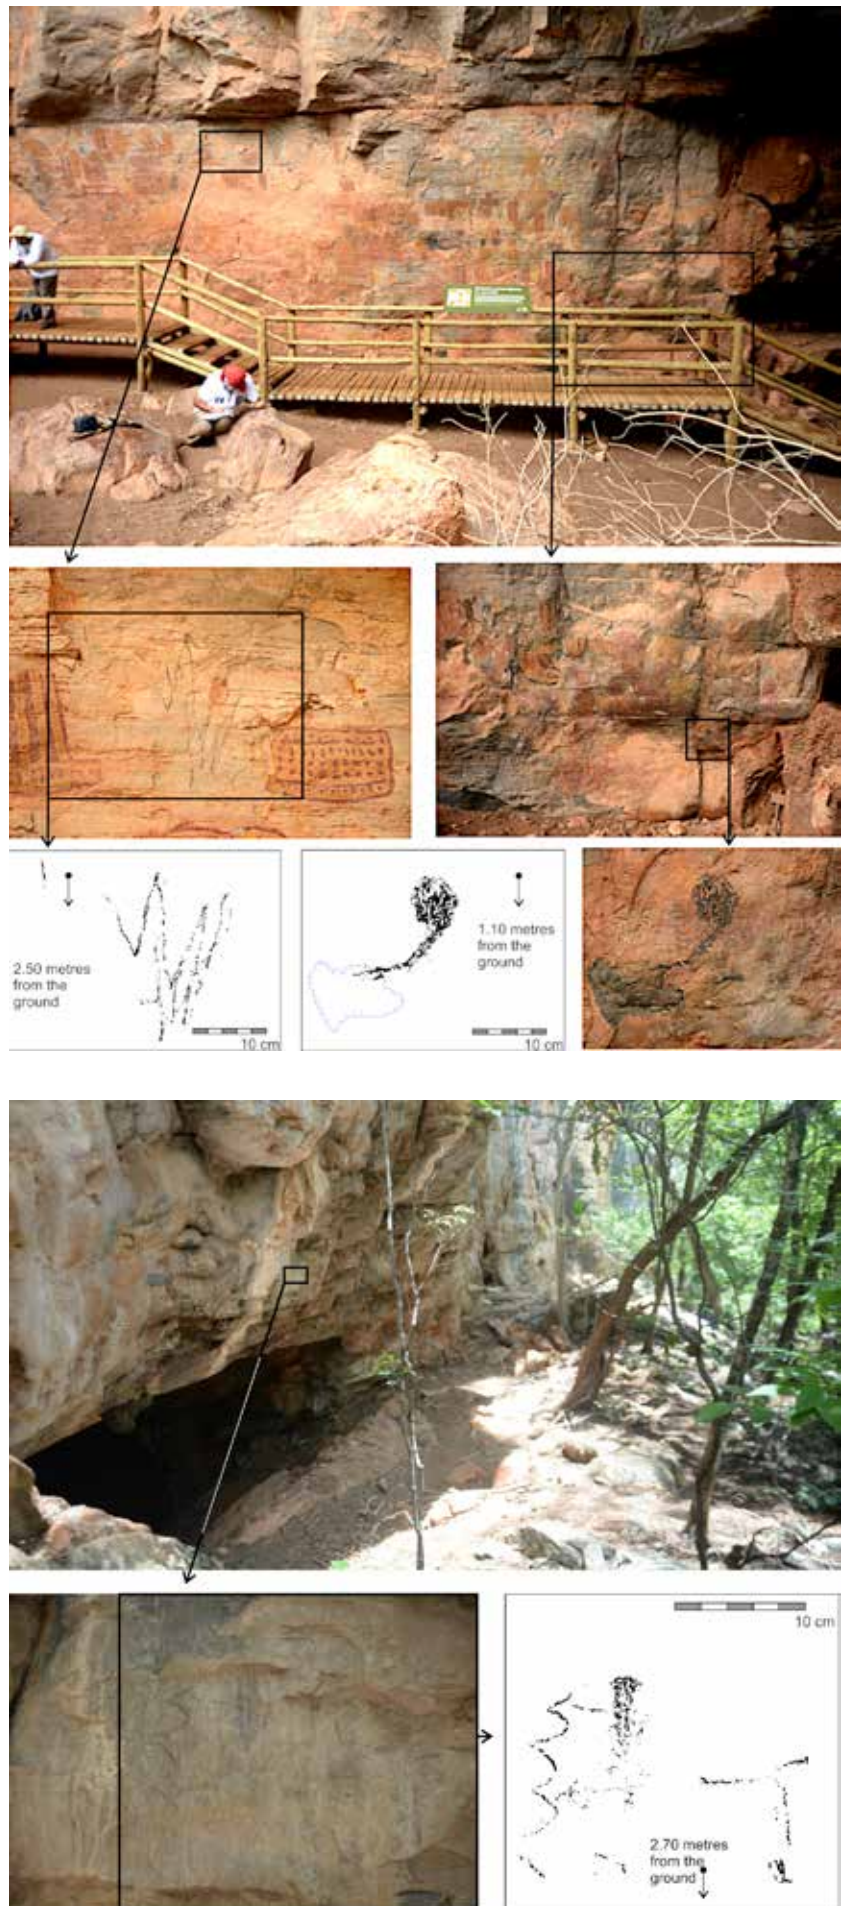 2.50 metres
from the
ground
10 cm
1.10 metres
from the
ground
10 cm
10 cm
2.70 metres
from the
ground